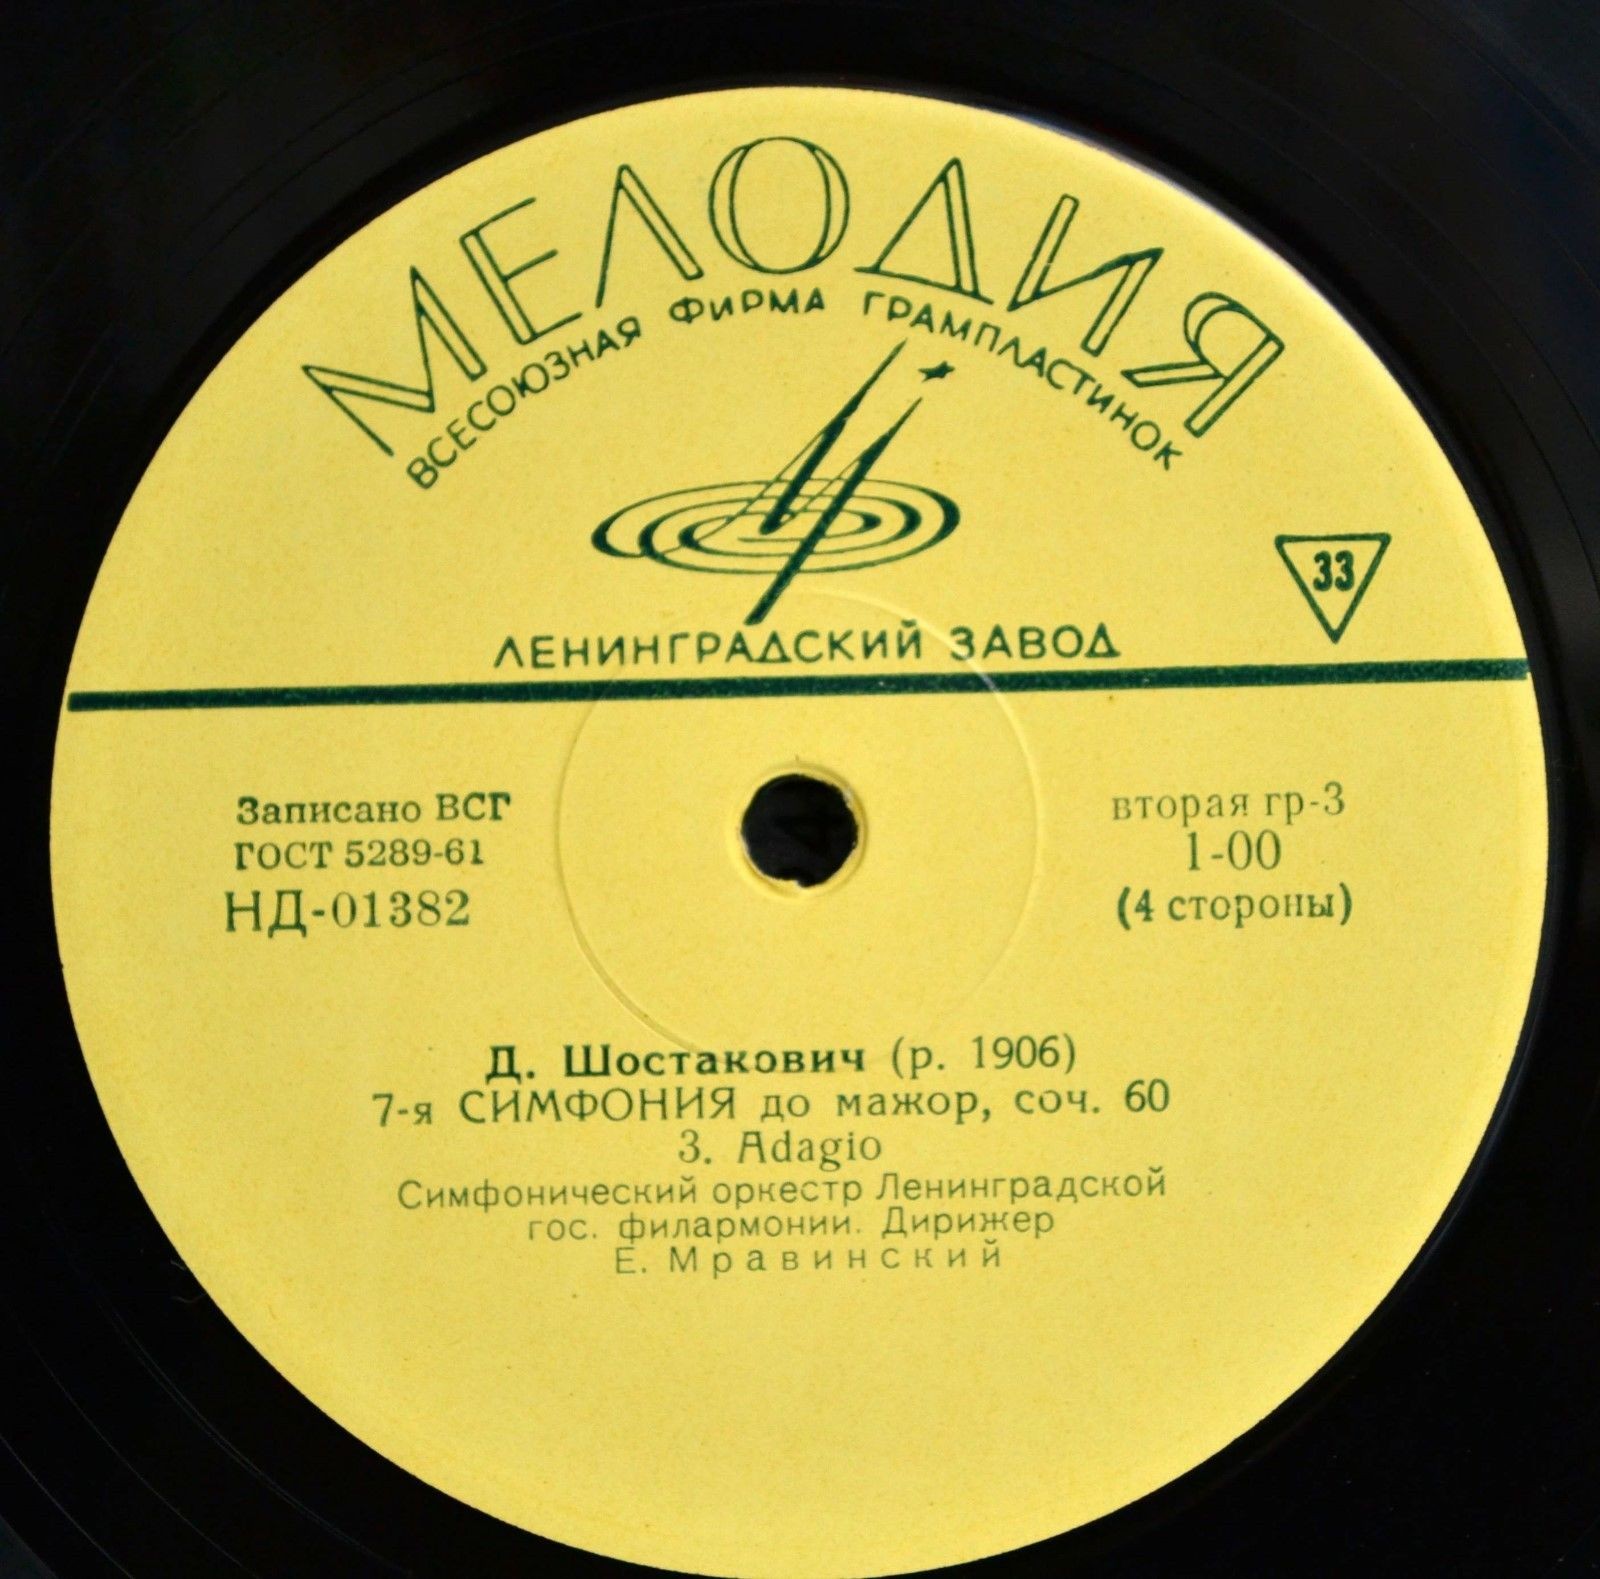 МЕЛОДИЯ
ВСЕСОЮЗНАЯ ФИРМА ГРАМПЛАСТИНОК
33
ЛЕНИНГРАДСКИЙ ЗАВОД
Записано ВСГ
ГОСТ 5289-61
НД-01382
вторая гр-3
1-00
(4 стороны)
Д. Шостакович (р. 1906)
7-я СИМФОНИЯ до мажор, соч. 60
3. Adagio
Симфонический оркестр Ленинградской
гос. филармонии. Дирижер
Е. Мравинский